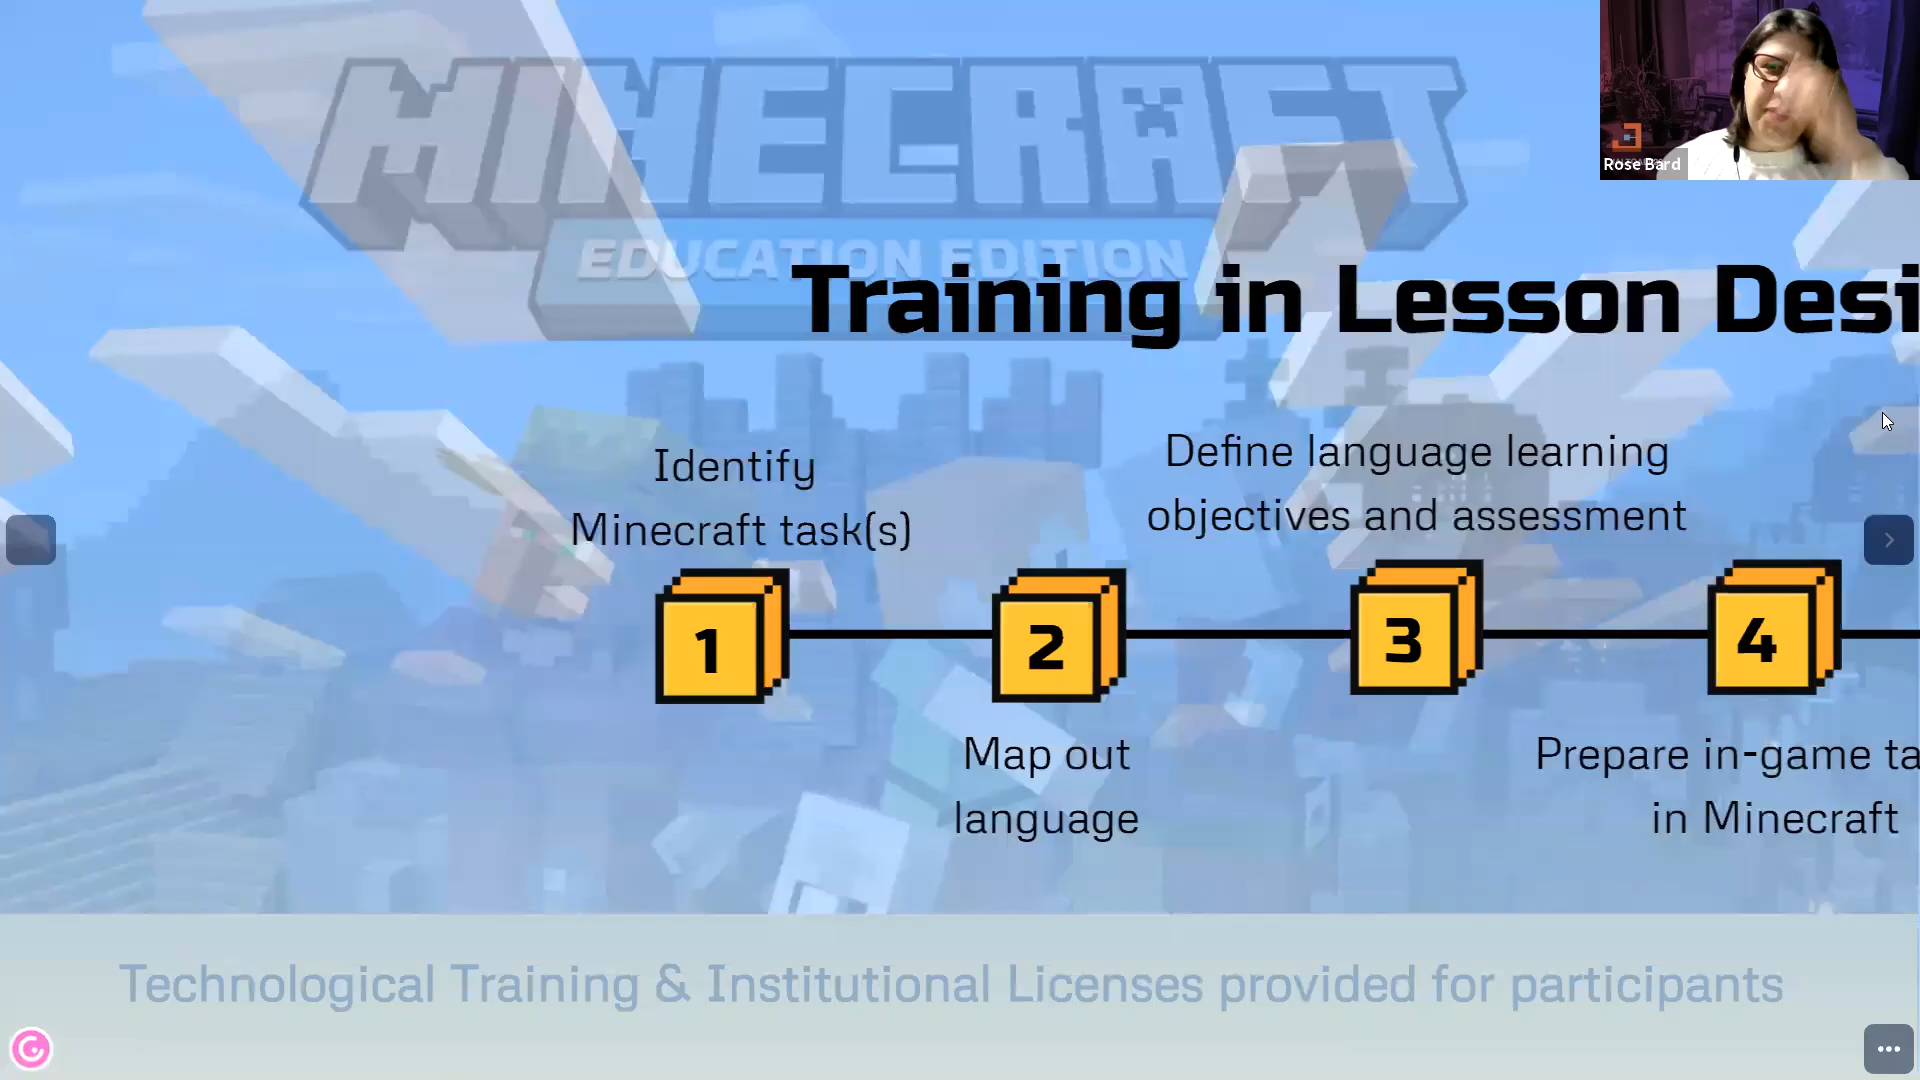 MINECRAFT
EDUCATION EDITION
Rose Bard
Training in Lesson Desi
Identify
Minecraft task(s)
Define language learning
objectives and assessment
1
2
3
4
Map out
language
Prepare in-game ta
in Minecraft
Technological Training & Institutional Licenses provided for participants